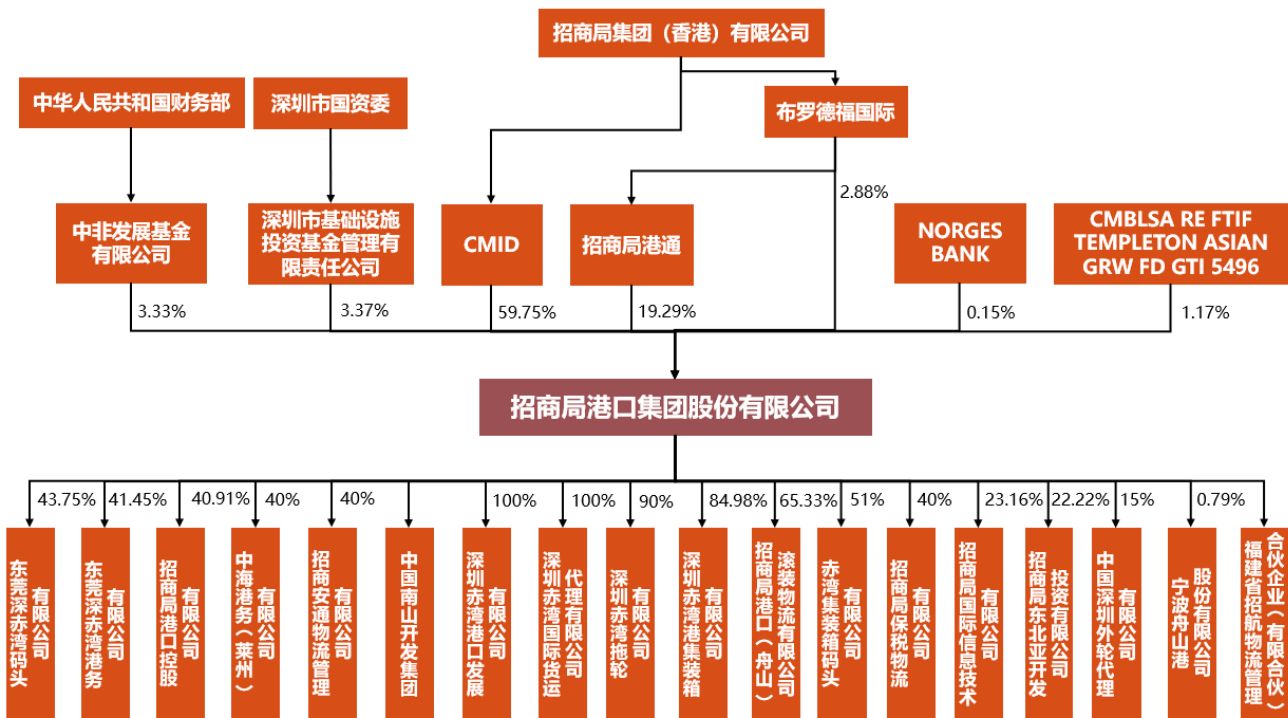 招商局集团（香港）有限公司
中华人民共和国财务部
深圳市国资委
布罗德福国际
2.88%
中非发展基金
有限公司
深圳市基础设施
投资基金管理有
限责任公司
CMID
招商局港通
NORGES
BANK
CMBLSA RE FTIF
TEMPLETON ASIAN
GRW FD GTI 5496
3.33%
3.37%
59.75%
19.29%
0.15%
1.17%
招商局港口集团股份有限公司
43.75%
41.45%
40.91%
40%
40%
100%
100%
90%
84.98%
65.33%
51%
40%
23.16%
22.22%
15%
0.79%
东莞深赤湾码头
有限公司
东莞深赤湾港务
有限公司
招商局港口控股
有限公司
中海港务（莱州）
有限公司
招商安通物流管理
有限公司
中国南山开发集团
有限公司
深圳赤湾港口发展
有限公司
深圳赤湾国际货运
代理有限公司
深圳赤湾拖轮
有限公司
深圳赤湾港集装箱
有限公司
招商局港口（舟山）
滚装物流有限公司
赤湾集装箱码头
有限公司
招商局保税物流
有限公司
招商局国际信息技术
有限公司
招商局东北亚开发
投资有限公司
中国深圳外轮代理
有限公司
宁波舟山港
股份有限公司
福建省招航物流管理
合伙企业（有限合伙）